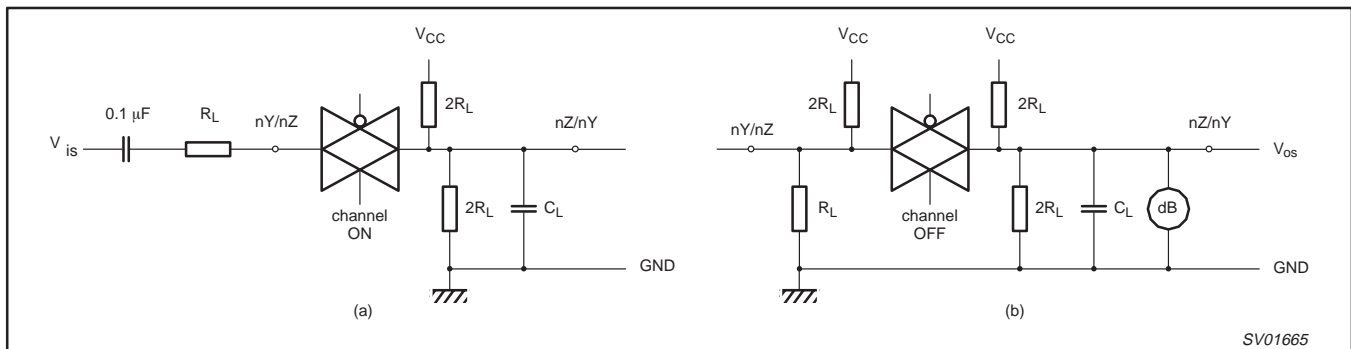 V_CC
0.1 μF
R_L
nY/nZ
2R_L
nZ/nY
V_is
channel
ON
2R_L
C_L
GND
(a)
V_CC
V_CC
2R_L
2R_L
nY/nZ
nZ/nY
V_os
R_L
channel
OFF
2R_L
C_L
dB
GND
(b)
SV01665